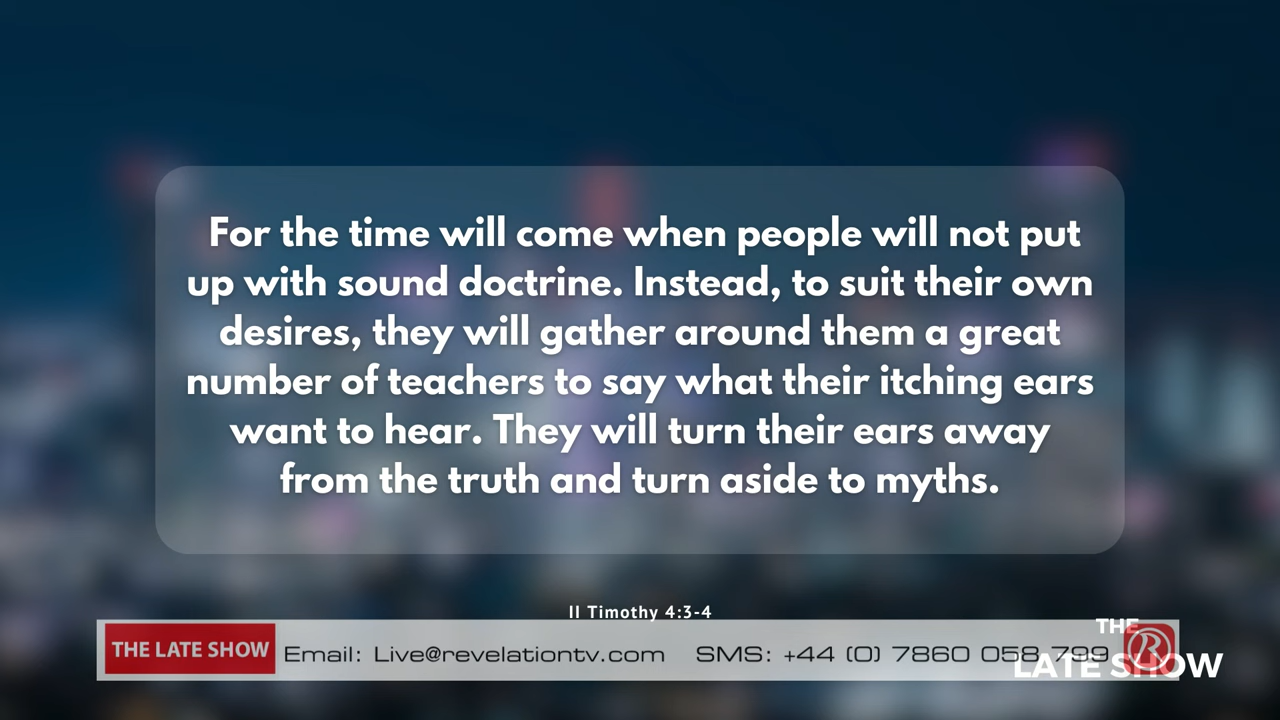 For the time will come when people will not put
up with sound doctrine. Instead, to suit their own
desires, they will gather around them a great
number of teachers to say what their itching ears
want to hear. They will turn their ears away
from the truth and turn aside to myths.
II Timothy 4:3-4
THE LATE SHOW Email: Live@revelationtv.com SMS: +44 (0) 7860 058 799
THE
LATE SHOW
R